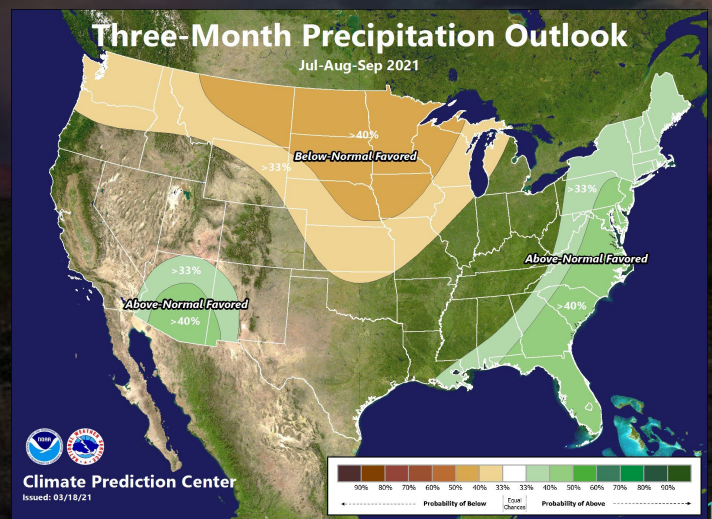 Three-Month Precipitation Outlook
Jul-Aug-Sep 2021
>40%
Below-Normal Favored
>33%
>33%
Above-Normal Favored
>33%
Above-Normal Favored
>40%
>40%
NOAA
Climate Prediction Center
Issued: 03/18/21
90% 80% 70% 60% 50% 40% 33% 33% 40% 50% 60% 70% 80% 90%
Probability of Below
Equal
Chances
Probability of Above